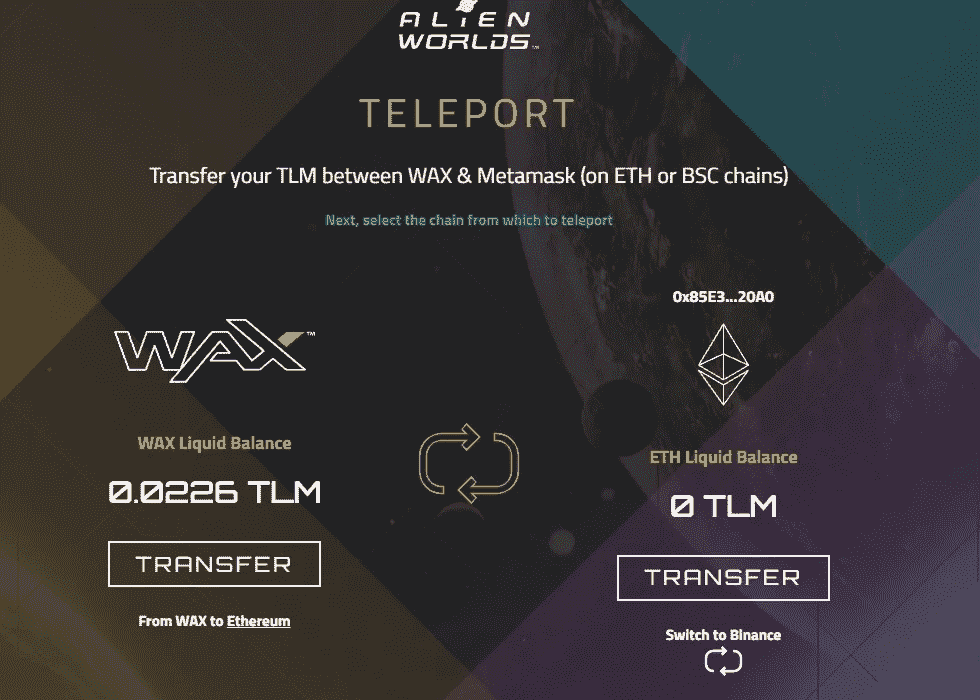 ALIEN
WORLDS™
TELEPORT
Transfer your TLM between WAX & Metamask (on ETH or BSC chains)
Next, select the chain from which to teleport
0x85E3...20A0
WAX™
WAX Liquid Balance
0.0226 TLM
TRANSFER
From WAX to Ethereum
ETH Liquid Balance
0 TLM
TRANSFER
Switch to Binance